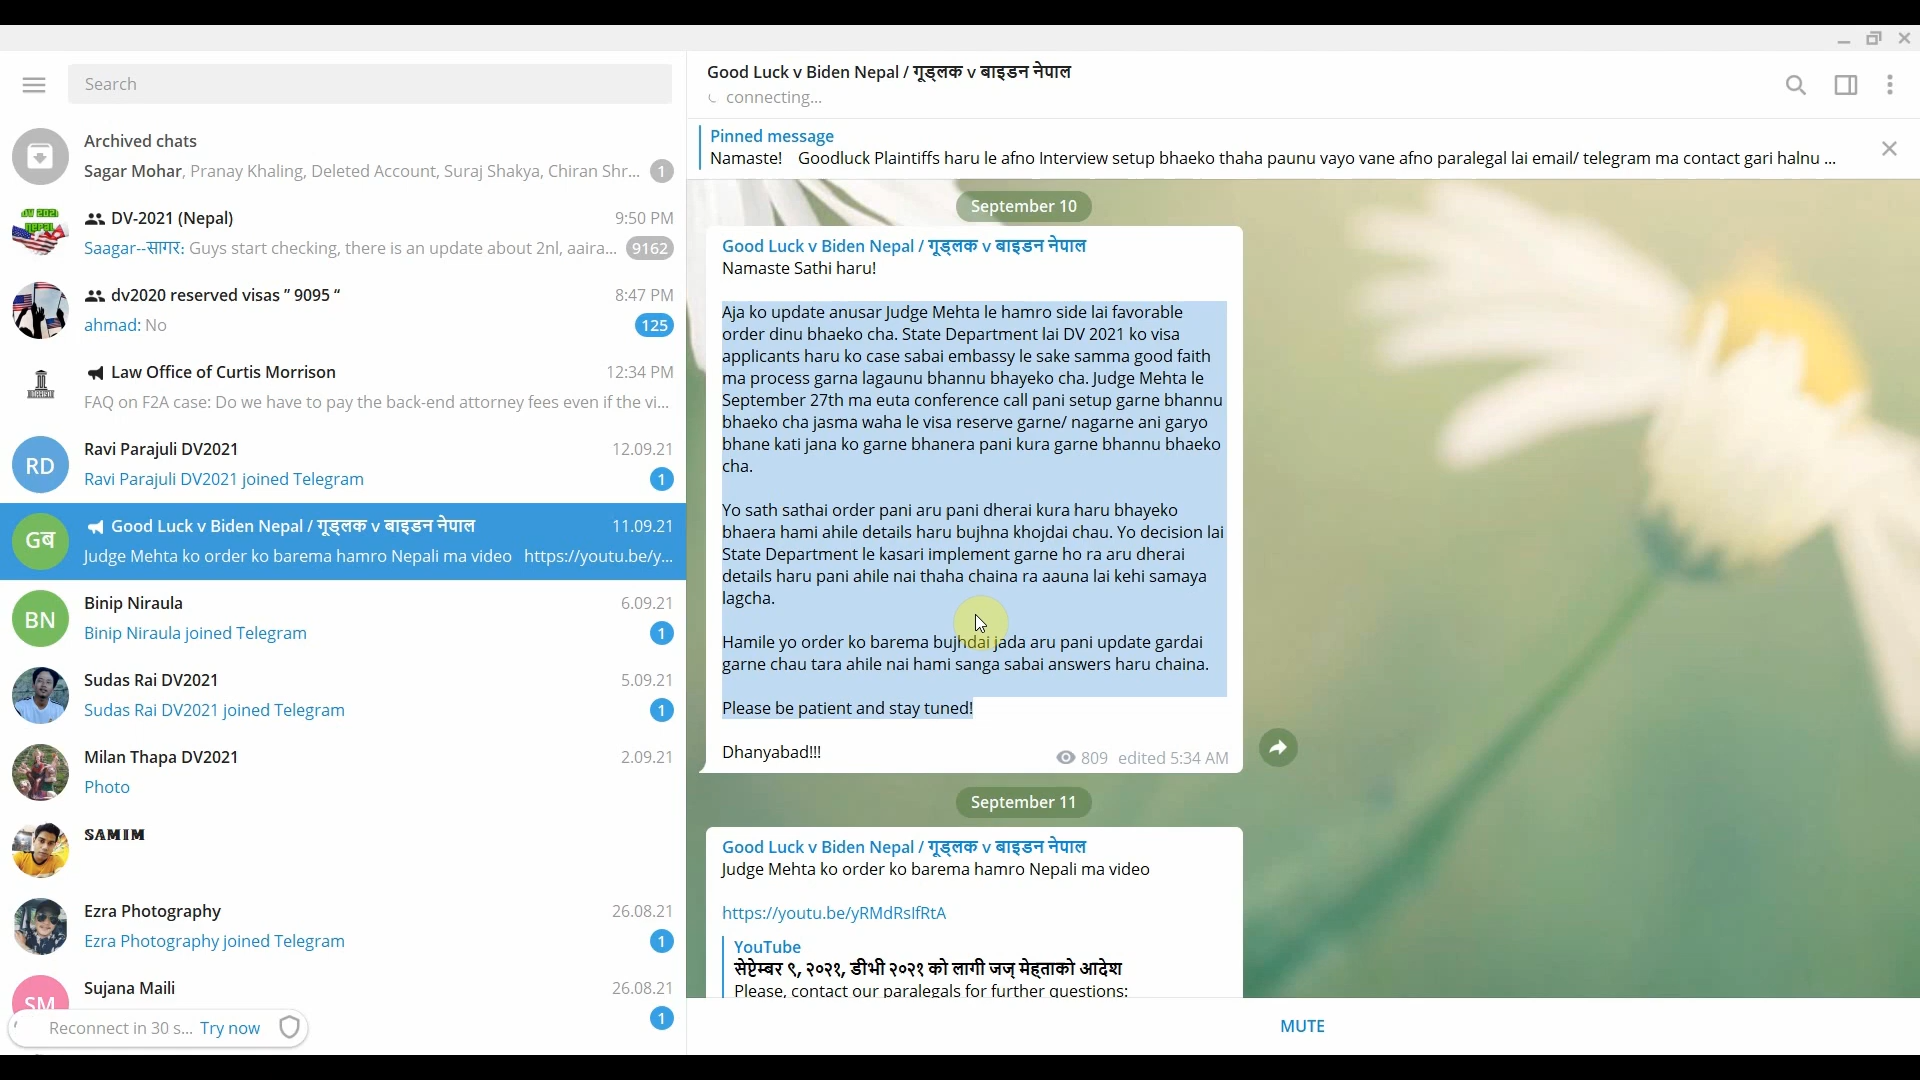 Search
Archived chats
Sagar Mohar, Pranay Khaling, Deleted Account, Suraj Shakya, Chiran Shr... 1
DV-2021 (Nepal) 9:50 PM
Saagar--सागर: Guys start checking, there is an update about 2nl, aaira... 9162
dv2020 reserved visas ” 9095 “ 8:47 PM
ahmad: No 125
Law Office of Curtis Morrison 12:34 PM
FAQ on F2A case: Do we have to pay the back-end attorney fees even if the vi...
RD
Ravi Parajuli DV2021 12.09.21
Ravi Parajuli DV2021 joined Telegram 1
Gब
Good Luck v Biden Nepal / गूड्लक v बाइडन नेपाल 11.09.21
Judge Mehta ko order ko barema hamro Nepali ma video https://youtu.be/y...
BN
Binip Niraula 6.09.21
Binip Niraula joined Telegram 1
Sudas Rai DV2021 5.09.21
Sudas Rai DV2021 joined Telegram 1
Milan Thapa DV2021 2.09.21
Photo
SAMIM
Ezra Photography 26.08.21
Ezra Photography joined Telegram 1
SM
Sujana Maili 26.08.21
1
Reconnect in 30 s... Try now
Good Luck v Biden Nepal / गूड्लक v बाइडन नेपाल
connecting...
Pinned message
Namaste! Goodluck Plaintiffs haru le afno Interview setup bhaeko thaha paunu vayo vane afno paralegal lai email/ telegram ma contact gari halnu ...
September 10
Good Luck v Biden Nepal / गूड्लक v बाइडन नेपाल
Namaste Sathi haru!
Aja ko update anusar Judge Mehta le hamro side lai favorable
order dinu bhaeko cha. State Department lai DV 2021 ko visa
applicants haru ko case sabai embassy le sake samma good faith
ma process garna lagaunu bhannu bhayeko cha. Judge Mehta le
September 27th ma euta conference call pani setup garne bhannu
bhaeko cha jasma waha le visa reserve garne/ nagarne ani garyo
bhane kati jana ko garne bhanera pani kura garne bhannu bhaeko
cha.
Yo sath sathai order pani aru pani dherai kura haru bhayeko
bhaera hami ahile details haru bujhna khojdai chau. Yo decision lai
State Department le kasari implement garne ho ra aru dherai
details haru pani ahile nai thaha chaina ra aauna lai kehi samaya
lagcha.
Hamile yo order ko barema bujhdai jada aru pani update gardai
garne chau tara ahile nai hami sanga sabai answers haru chaina.
Please be patient and stay tuned!
Dhanyabad!!! 809 edited 5:34 AM
September 11
Good Luck v Biden Nepal / गूड्लक v बाइडन नेपाल
Judge Mehta ko order ko barema hamro Nepali ma video
https://youtu.be/yRMdRsIfRtA
YouTube
सेप्टेम्बर ९, २०२१, डीभी २०२१ को लागी जज् मेहताको आदेश
Please, contact our paralegals for further questions:
MUTE